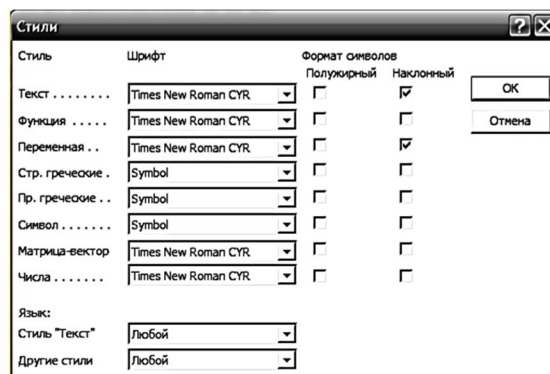 Стили
Стиль Шрифт Формат символов
Полужирный Наклонный
Текст . . . . . . . . Times New Roman CYR OK
Функция . . . . . Times New Roman CYR Отмена
Переменная . . Times New Roman CYR
Стр. греческие . Symbol
Пр. греческие . . Symbol
Символ . . . . . . . Symbol
Матрица-вектор Times New Roman CYR
Числа . . . . . . . Times New Roman CYR
Язык:
Стиль "Текст" Любой
Другие стили Любой